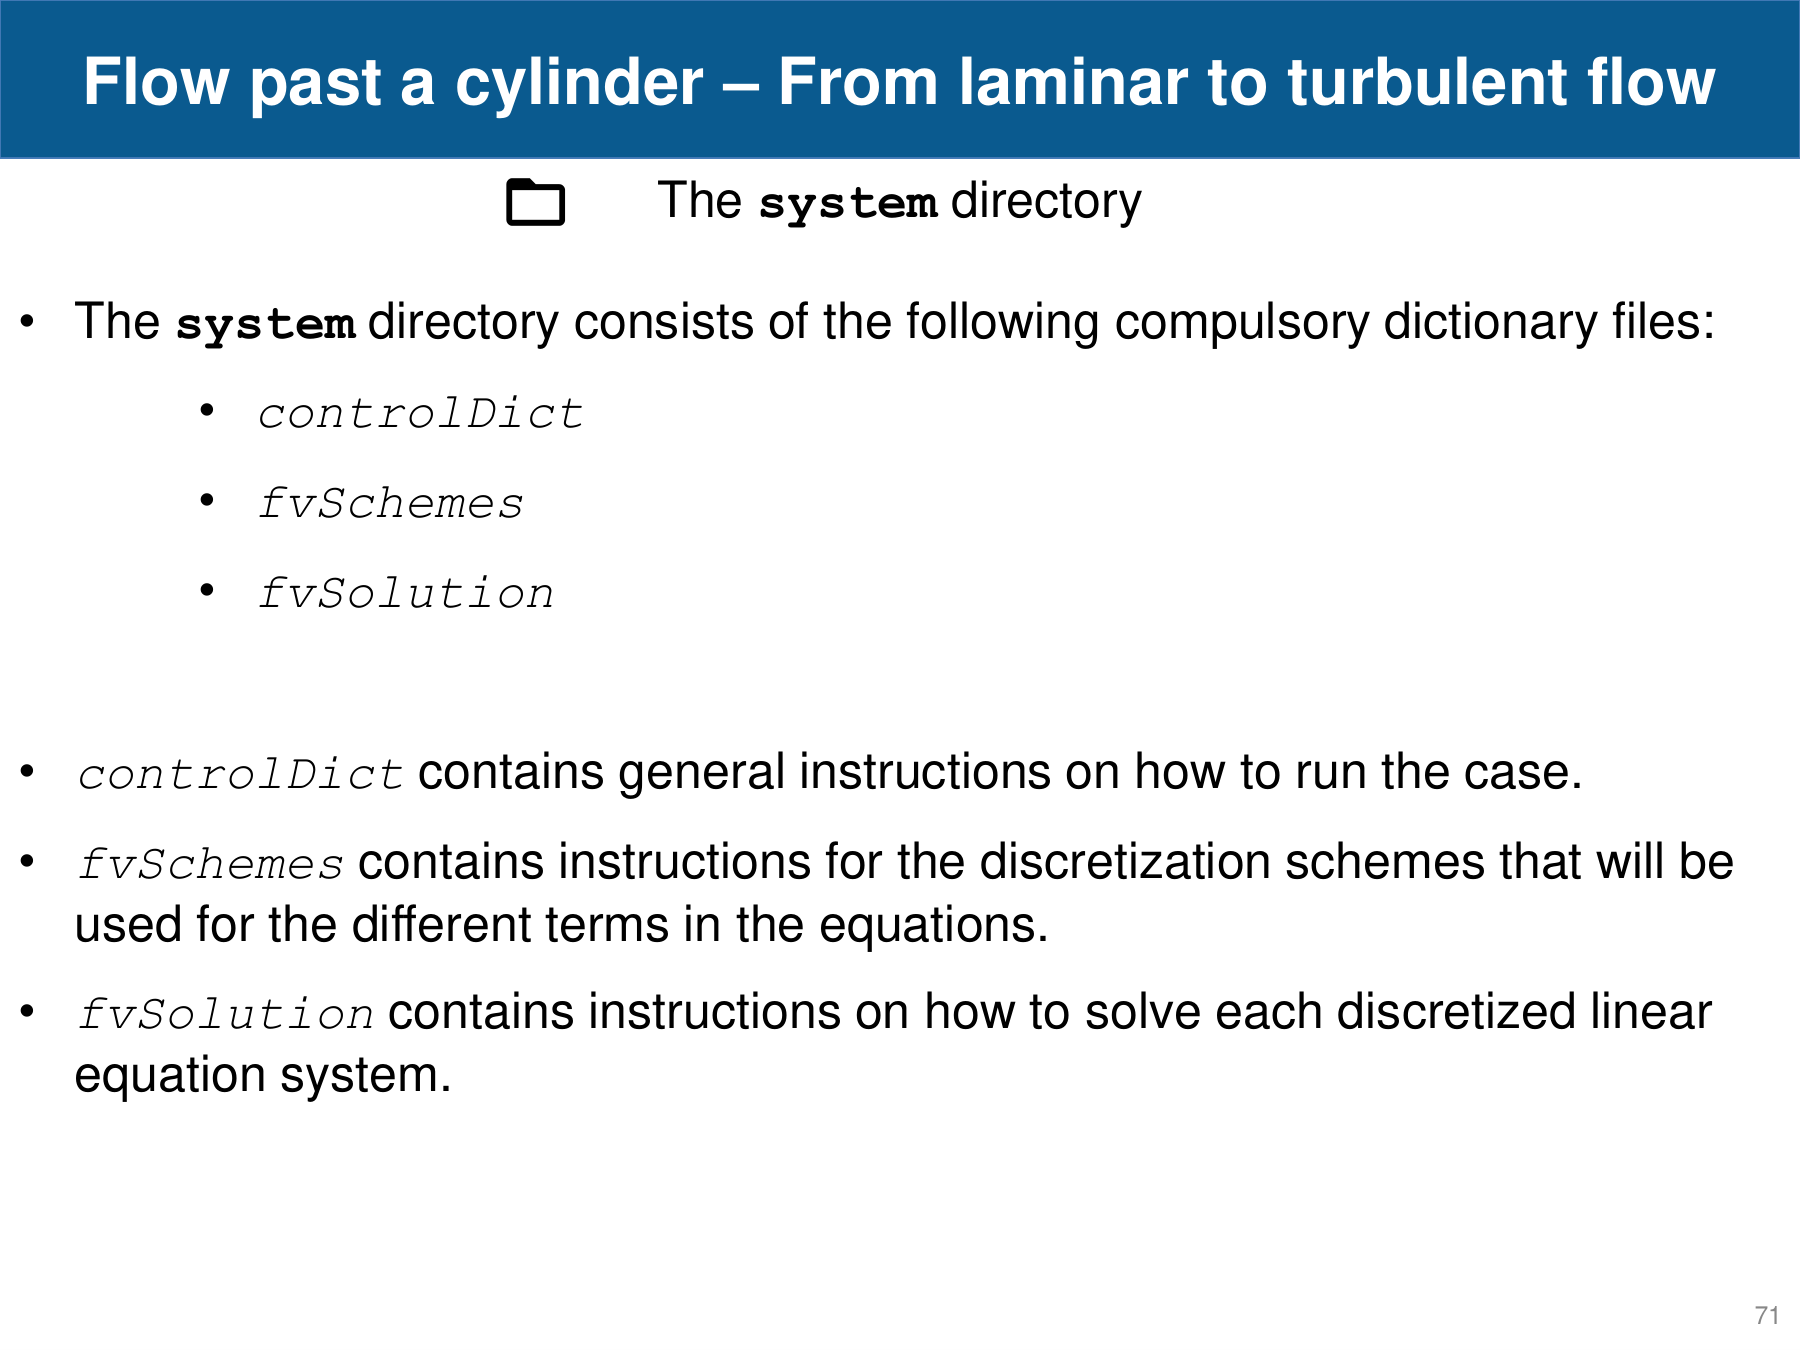 Flow past a cylinder – From laminar to turbulent flow
The system directory
• The system directory consists of the following compulsory dictionary files:
• controlDict
• fvSchemes
• fvSolution
• controlDict contains general instructions on how to run the case.
• fvSchemes contains instructions for the discretization schemes that will be
used for the different terms in the equations.
• fvSolution contains instructions on how to solve each discretized linear
equation system.
71